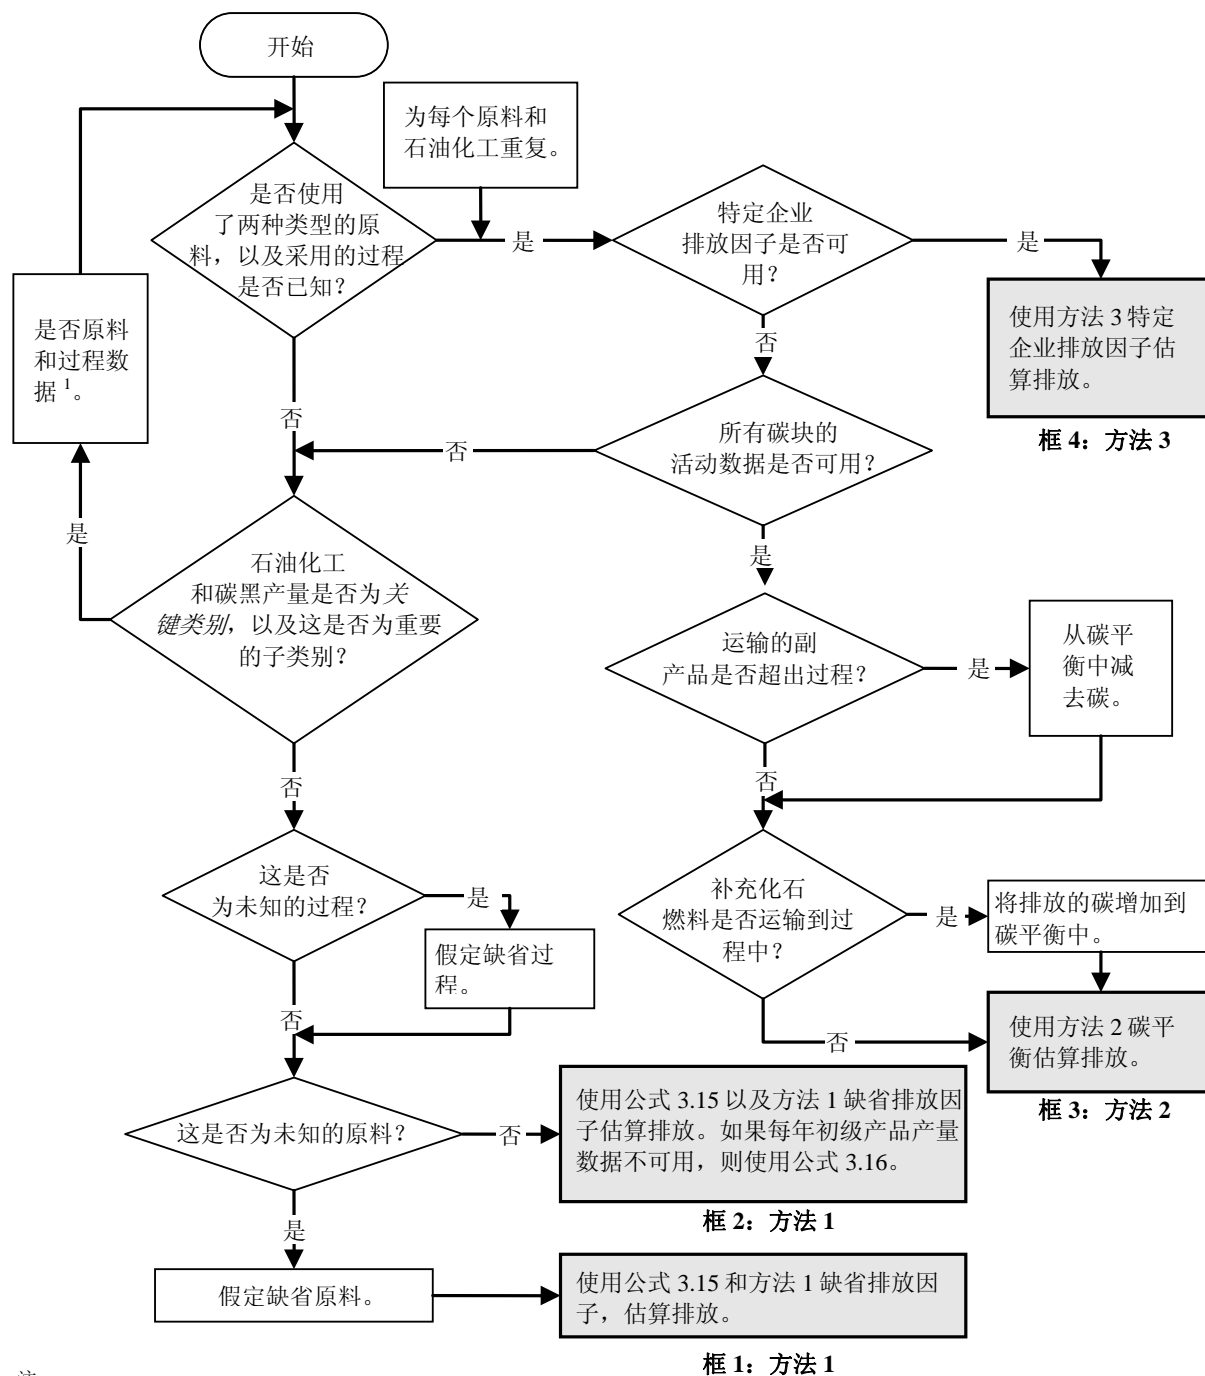 开始
为每个原料和
石油化工重复。
是否使用
了两种类型的原
料，以及采用的过程
是否已知？
是
特定企业
排放因子是否可
用？
是
使用方法 3 特定
企业排放因子估
算排放。
框 4：方法 3
是否原料
和过程数
据 1。
否
否
所有碳块的
活动数据是否可用？
否
是
是
石油化工
和碳黑产量是否为关
键类别，以及这是否为重要
的子类别？
运输的副
产品是否超出过程？
是
从碳平
衡中减
去碳。
否
否
这是否
为未知的过程？
是
假定缺省过
程。
补充化石
燃料是否运输到过
程中？
是
将排放的碳增加到
碳平衡中。
否
否
使用方法 2 碳平
衡估算排放。
框 3：方法 2
这是否为未知的原料？
否
使用公式 3.15 以及方法 1 缺省排放因
子估算排放。如果每年初级产品产量
数据不可用，则使用公式 3.16。
框 2：方法 1
是
假定缺省原料。
使用公式 3.15 和方法 1 缺省排放因
子，估算排放。
框 1：方法 1